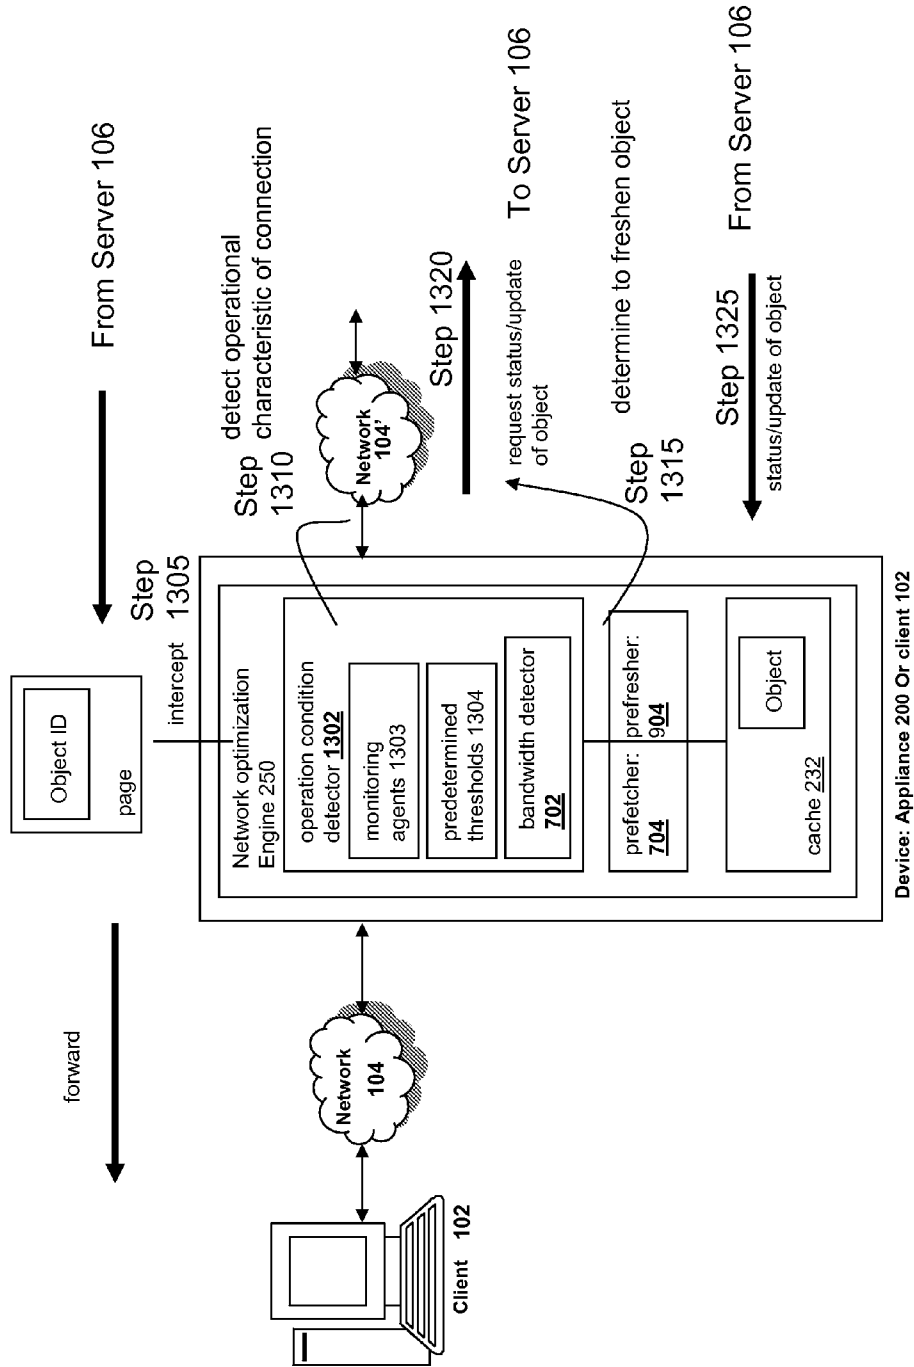 From Server 106
forward
Object ID
page
intercept
Step
1305
detect operational
characteristic of connection
Step
1310
Network
104'
Step 1320
To Server 106
request status/update
of object
determine to freshen object
Step
1315
From Server 106
Step 1325
status/update of object
Network optimization
Engine 250
operation condition
detector 1302
monitoring
agents 1303
predetermined
thresholds 1304
bandwidth detector
702
prefetcher: prefresher:
704 904
Object
cache 232
Device: Appliance 200 Or client 102
Network
104
Client 102